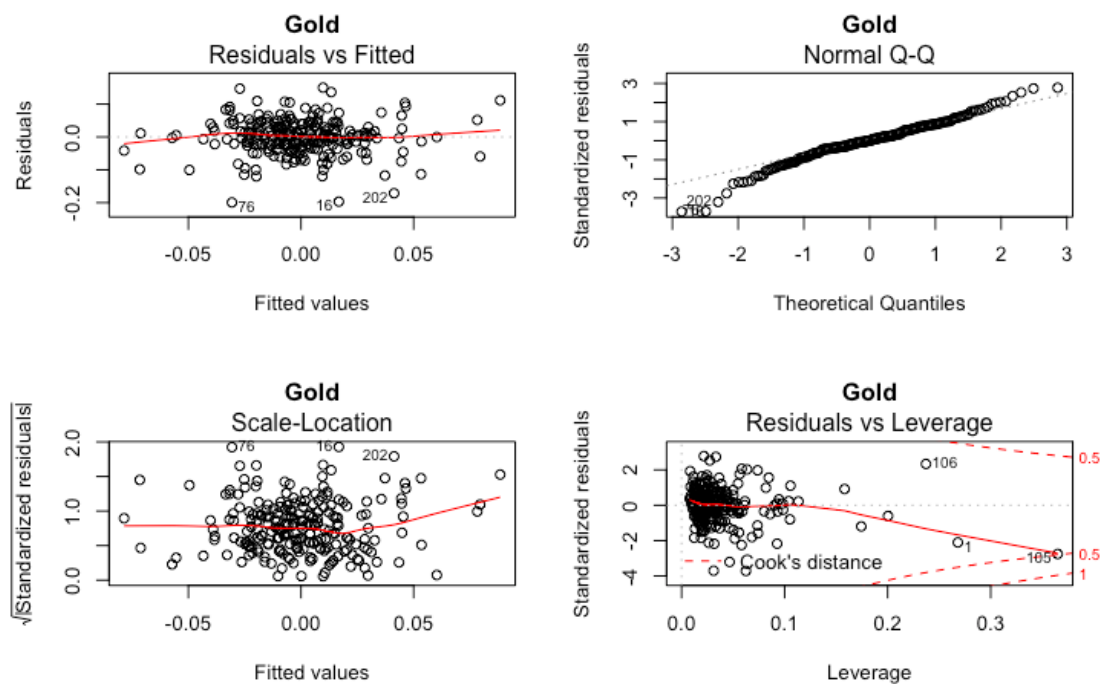 Gold
Residuals vs Fitted
Residuals
0.0
-0.2
76
16
202
-0.05
0.00
0.05
Fitted values
Gold
Normal Q-Q
Standardized residuals
3
1
-1
-3
202
-3
-2
-1
0
1
2
3
Theoretical Quantiles
Gold
Scale-Location
√|Standardized residuals|
2.0
1.0
0.0
76
16
202
-0.05
0.00
0.05
Fitted values
Gold
Residuals vs Leverage
Standardized residuals
2
0
-2
-4
106
1
105
Cook's distance
0.5
0.5
1
0.0
0.1
0.2
0.3
Leverage